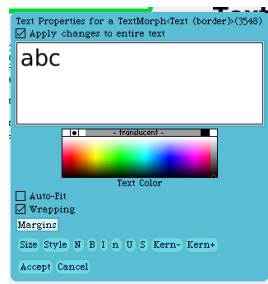 Text
Text Properties for a TextMorph<Text (border)>(3548)
Apply changes to entire text
abc
- translucent -
Text Color
Auto-Fit
Wrapping
Margins
Size Style N B I n U S Kern- Kern+
Accept Cancel